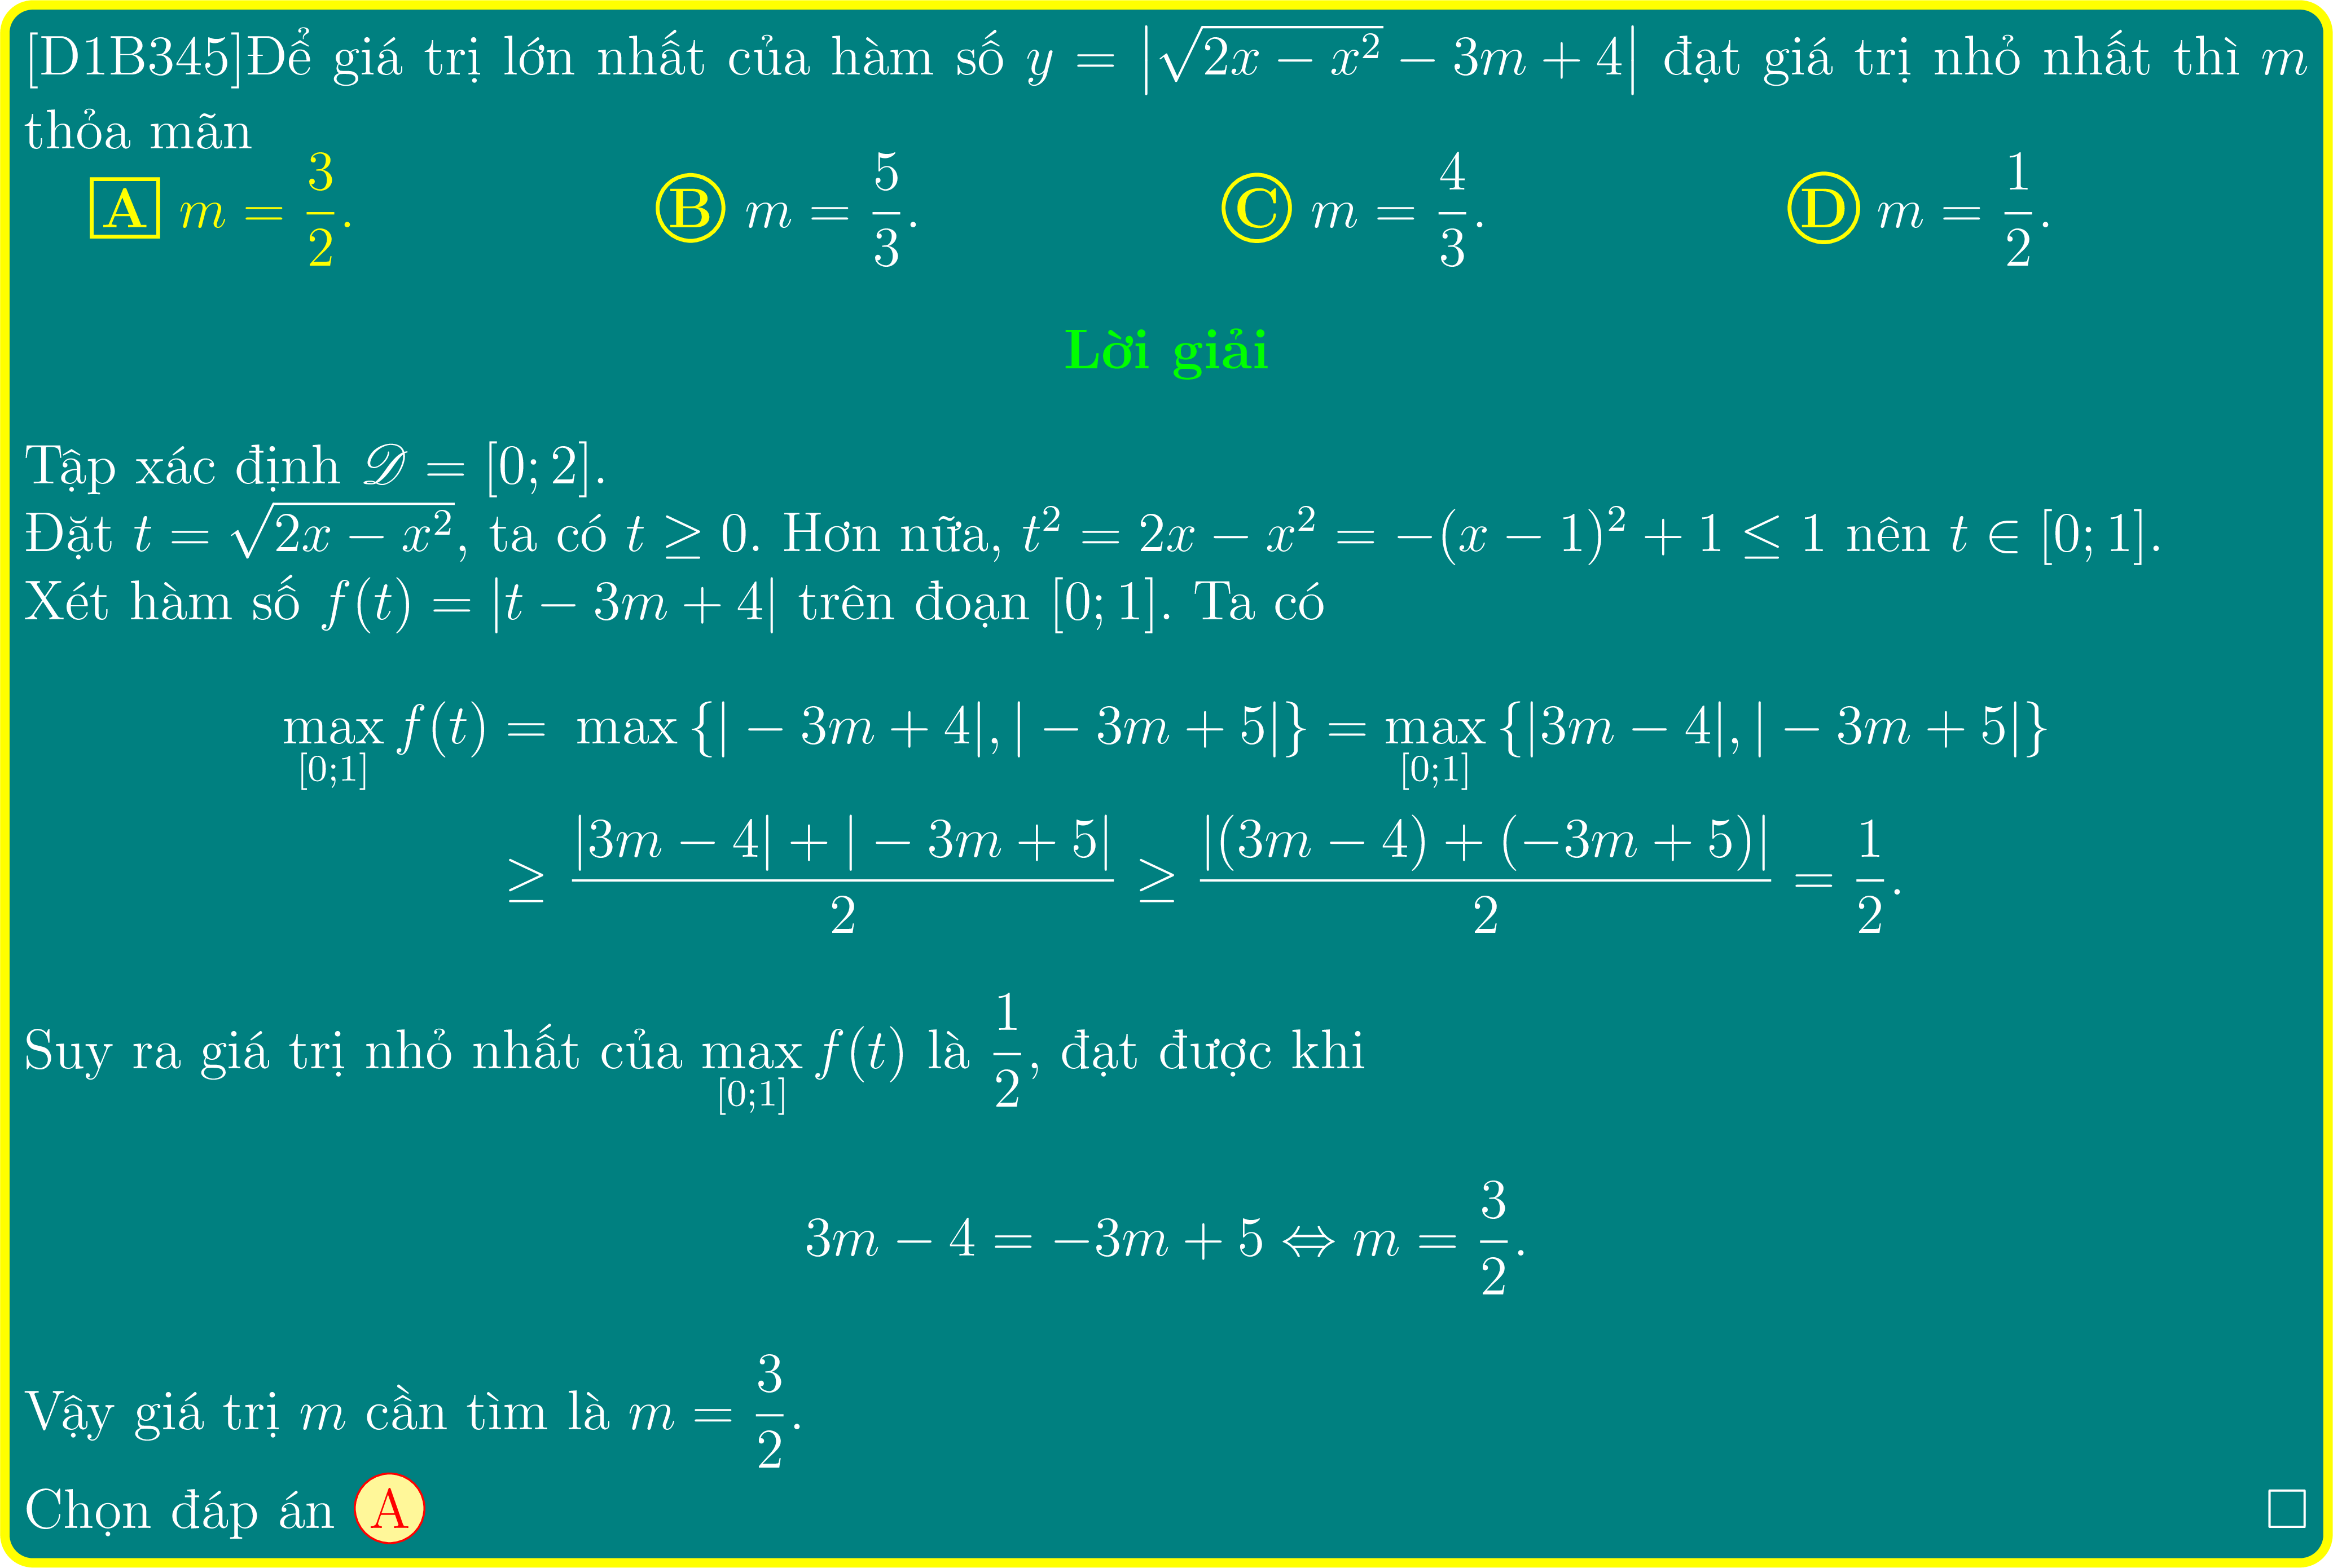 [D1B345]Để giá trị lớn nhất của hàm số $y = \left|\sqrt{2x - x^2} - 3m + 4\right|$ đạt giá trị nhỏ nhất thì $m$
thỏa mãn
A $m = \frac{3}{2}$. B $m = \frac{5}{3}$. C $m = \frac{4}{3}$. D $m = \frac{1}{2}$.
Lời giải
Tập xác định $\mathscr{D} = [0; 2]$.
Đặt $t = \sqrt{2x - x^2}$, ta có $t \geq 0$. Hơn nữa, $t^2 = 2x - x^2 = -(x - 1)^2 + 1 \leq 1$ nên $t \in [0; 1]$.
Xét hàm số $f(t) = |t - 3m + 4|$ trên đoạn $[0; 1]$. Ta có
$\max_{[0;1]} f(t) = \max\{|-3m + 4|, |-3m + 5|\} = \max_{[0;1]}\{|3m - 4|, |-3m + 5|\}$
$\geq \frac{|3m - 4| + |-3m + 5|}{2} \geq \frac{|(3m - 4) + (-3m + 5)|}{2} = \frac{1}{2}.$
Suy ra giá trị nhỏ nhất của $\max_{[0;1]} f(t)$ là $\frac{1}{2}$, đạt được khi
$3m - 4 = -3m + 5 \Leftrightarrow m = \frac{3}{2}.$
Vậy giá trị $m$ cần tìm là $m = \frac{3}{2}$.
Chọn đáp án A □